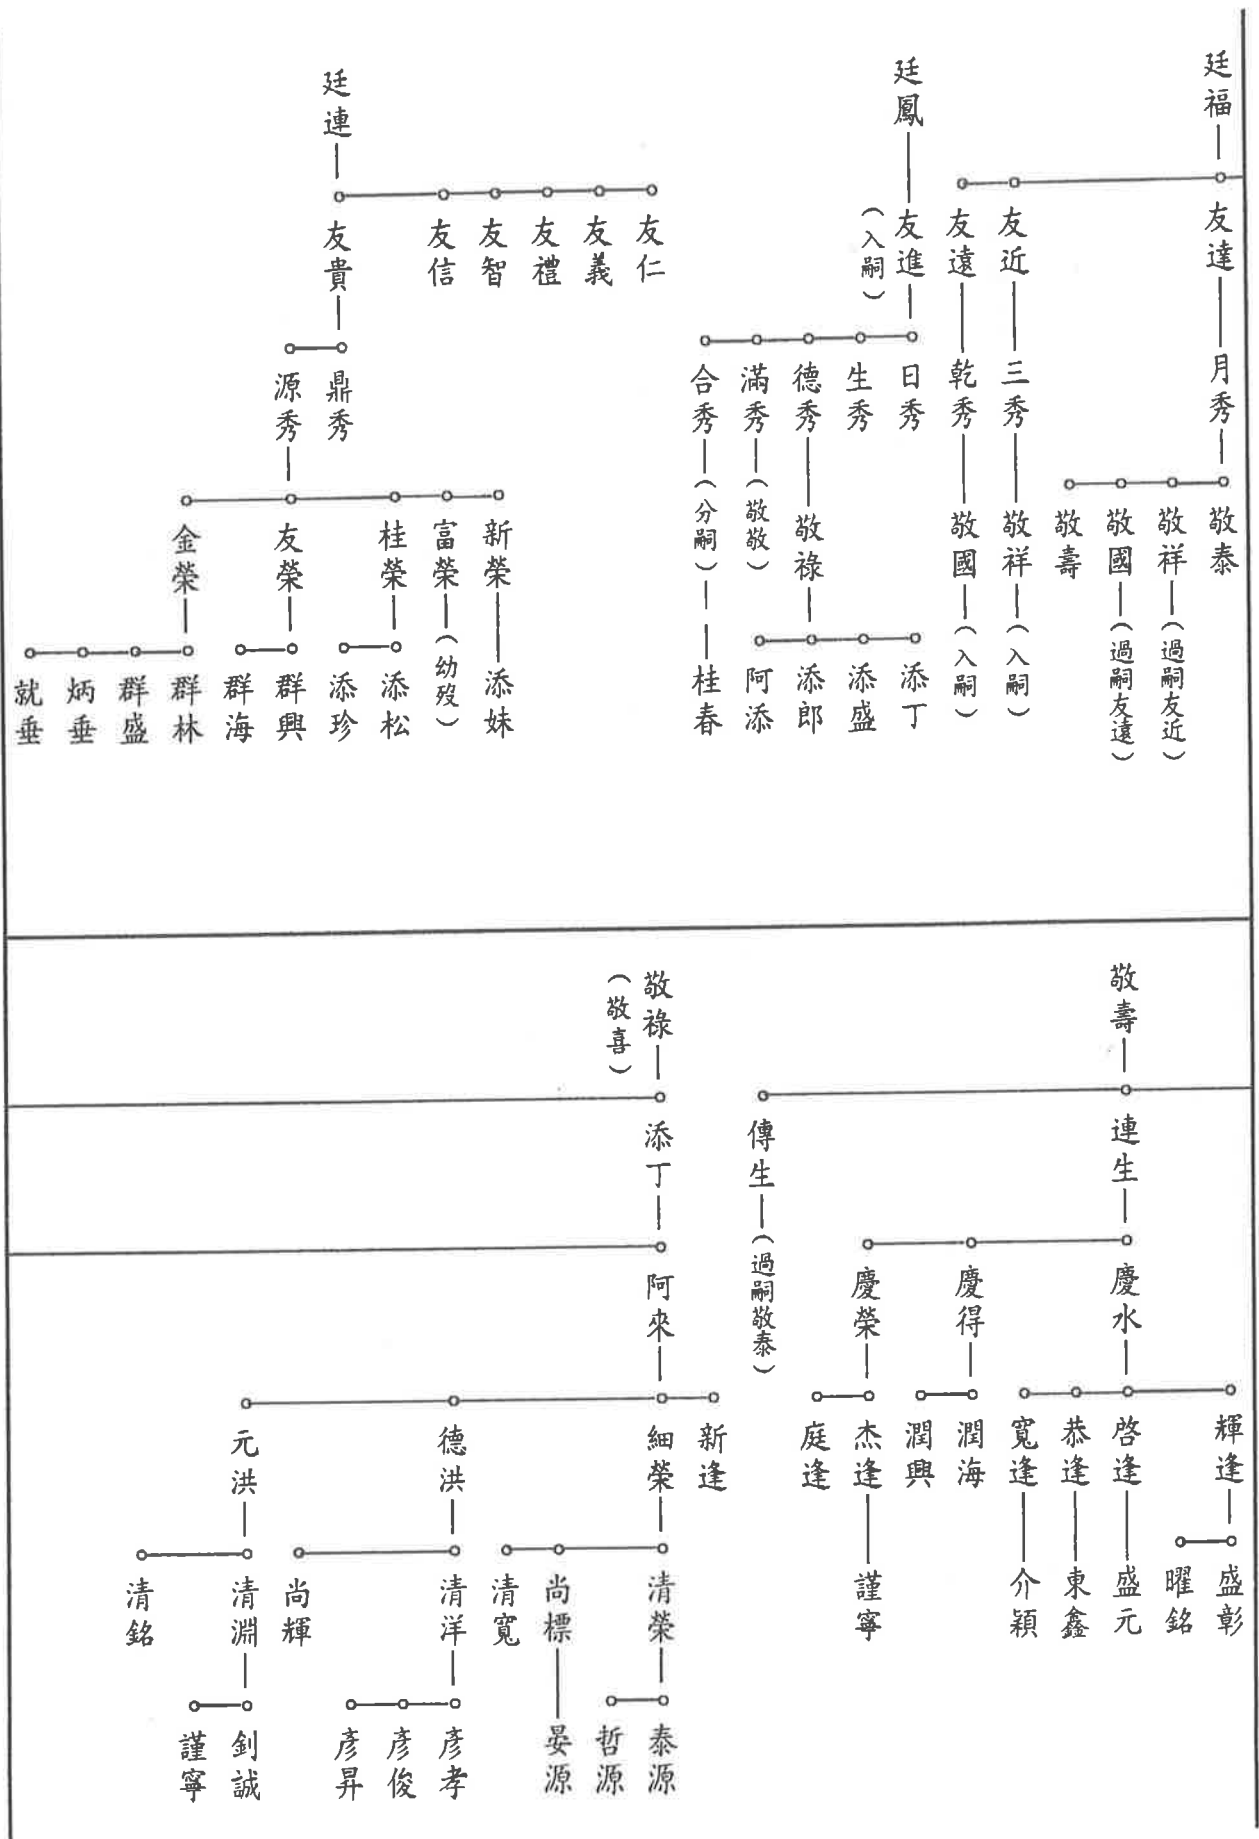 廷福
友達
月秀
敬泰
敬祥
(過嗣友近)
敬國
(過嗣友遠)
敬壽
友近
三秀
敬祥
(入嗣)
友遠
乾秀
敬國
(入嗣)
廷鳳
友進
(入嗣)
日秀
生秀
德秀
敬祿
添丁
添盛
添郎
阿添
滿秀
(敬敬)
合秀
(分嗣)
桂春
廷連
友仁
友義
友禮
友智
友信
友貴
鼎秀
源秀
新榮
添妹
富榮
(幼歿)
桂榮
添松
添珍
友榮
群興
群海
金榮
群林
群盛
炳垂
就垂
敬壽
連生
慶水
輝逢
盛彰
曜銘
啓逢
盛元
恭逢
東鑫
寬逢
介穎
慶得
潤海
潤興
慶榮
杰逢
謹寧
庭逢
傳生
(過嗣敬泰)
敬祿
(敬喜)
添丁
阿來
新逢
細榮
清榮
泰源
哲源
尚標
晏源
清寬
德洪
清洋
彥孝
彥俊
彥昇
尚輝
元洪
清淵
釗誠
謹寧
清銘